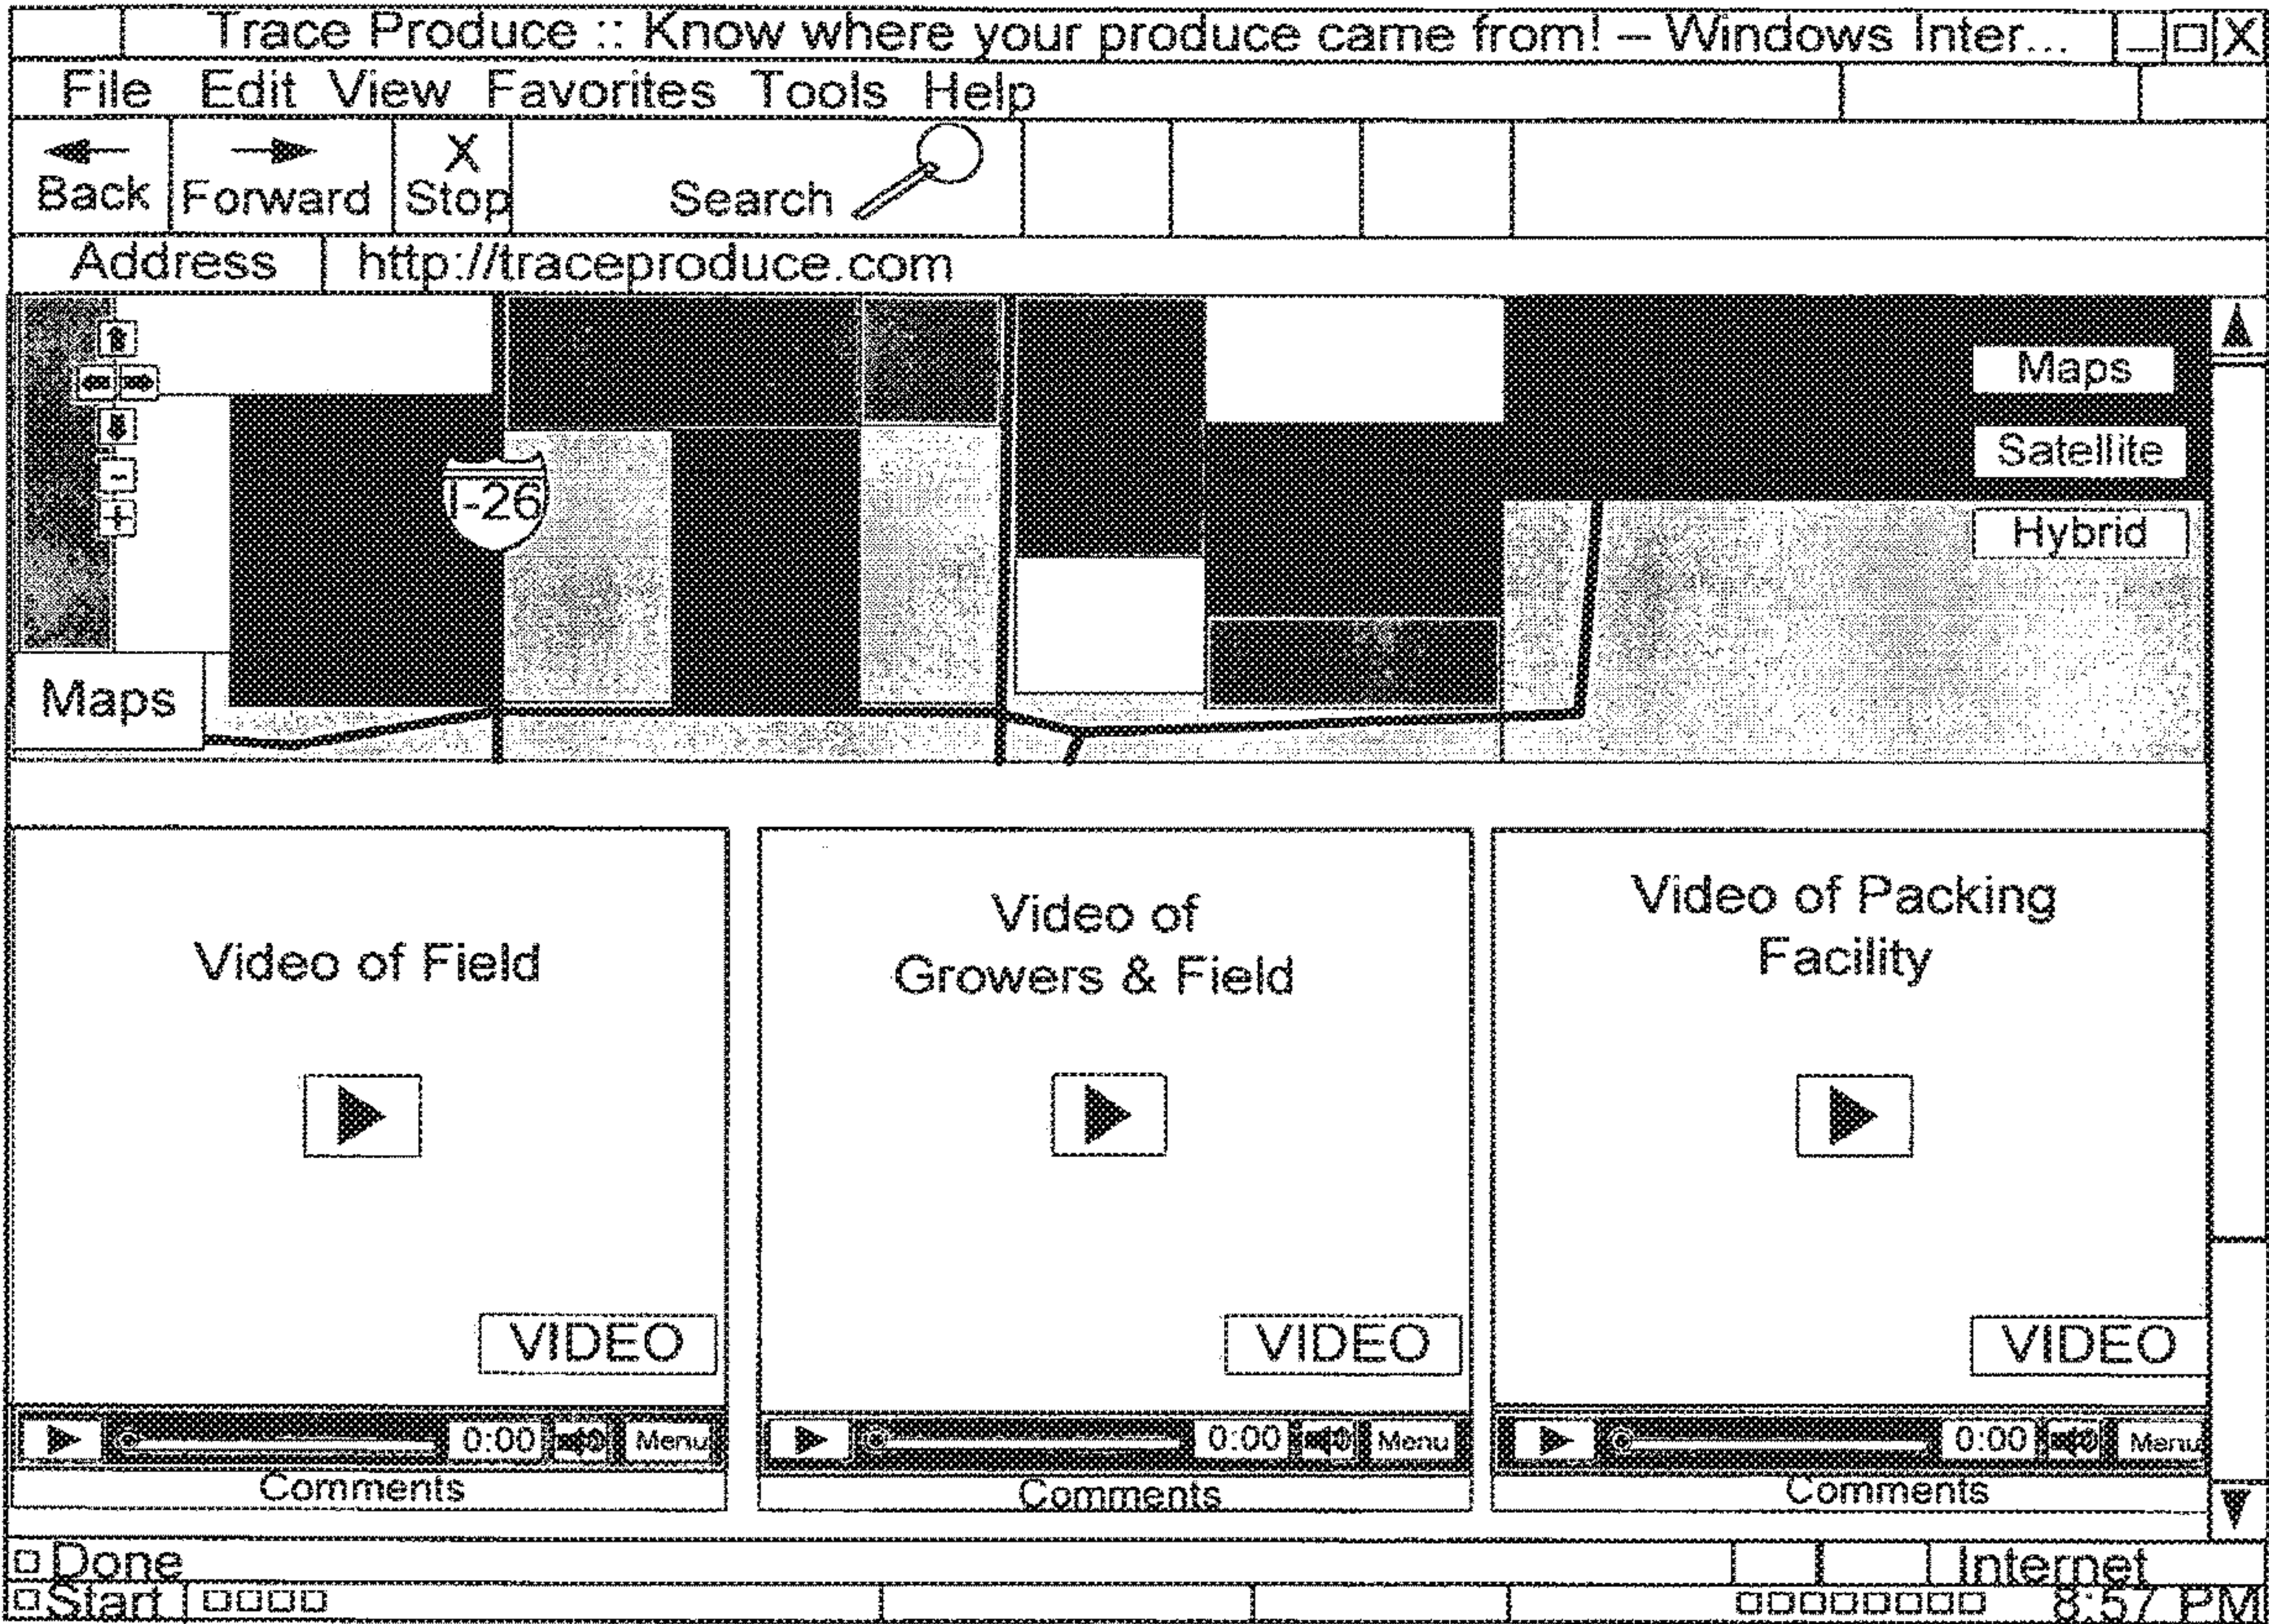 Trace Produce :: Know where your produce came from! – Windows Inter...
File Edit View Favorites Tools Help
Back Forward Stop Search
Address http://traceproduce.com
Maps
Satellite
I-26
Hybrid
Maps
Video of Field
Video of
Growers & Field
Video of Packing
Facility
VIDEO VIDEO VIDEO
0:00 Menu 0:00 Menu 0:00 Menu
Comments Comments Comments
Done Internet
Start 8:57 PM